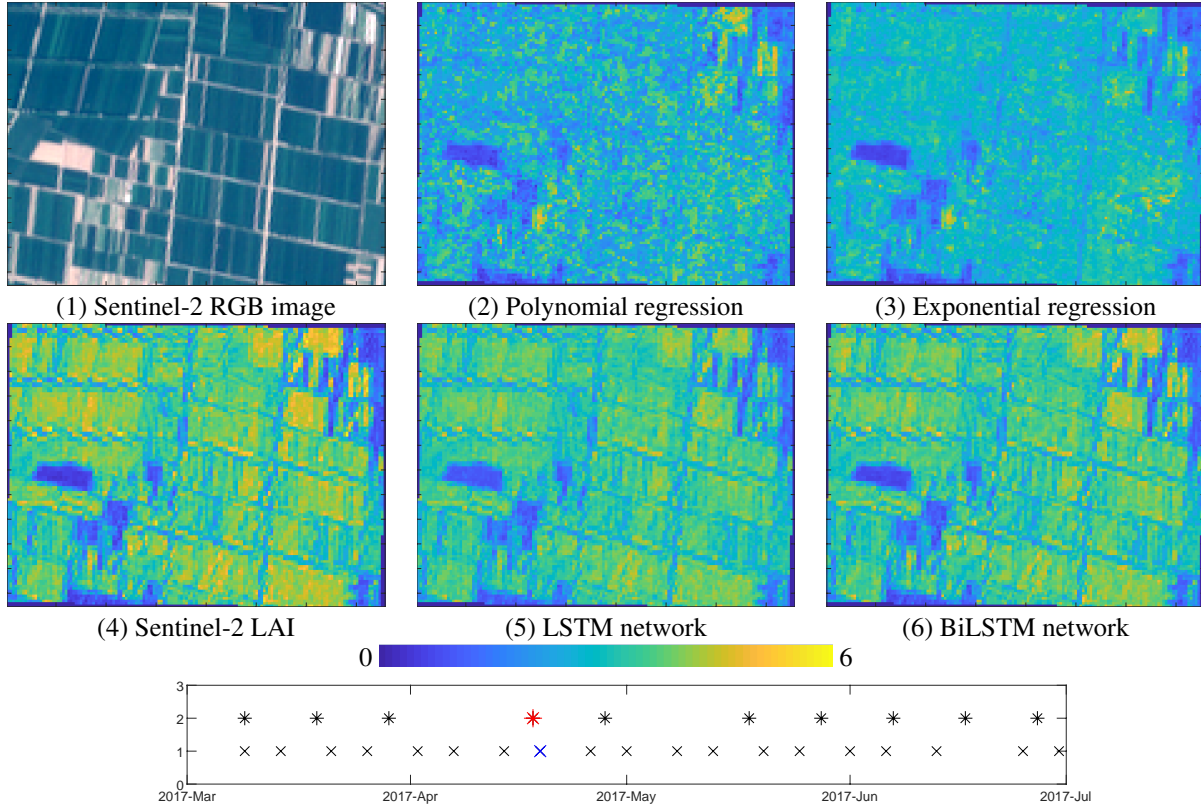 (1) Sentinel-2 RGB image
(2) Polynomial regression
(3) Exponential regression
(4) Sentinel-2 LAI
(5) LSTM network
(6) BiLSTM network
0
6
3
2
1
0
2017-Mar
2017-Apr
2017-May
2017-Jun
2017-Jul